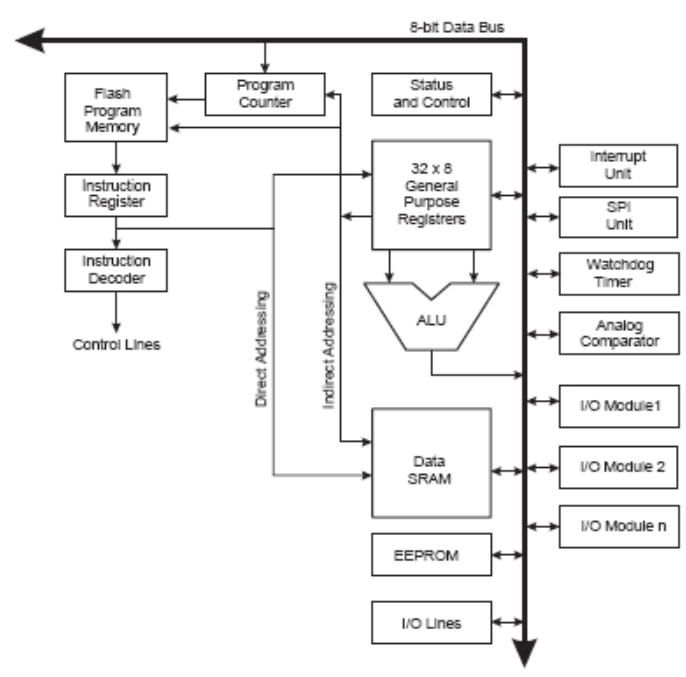 8-bit Data Bus
Flash
Program
Memory
Program
Counter
Status
and Control
Instruction
Register
32 x 8
General
Purpose
Registrers
Interrupt
Unit
SPI
Unit
Instruction
Decoder
Watchdog
Timer
Control Lines
Direct Addressing
Indirect Addressing
ALU
Analog
Comparator
I/O Module1
Data
SRAM
I/O Module 2
I/O Module n
EEPROM
I/O Lines